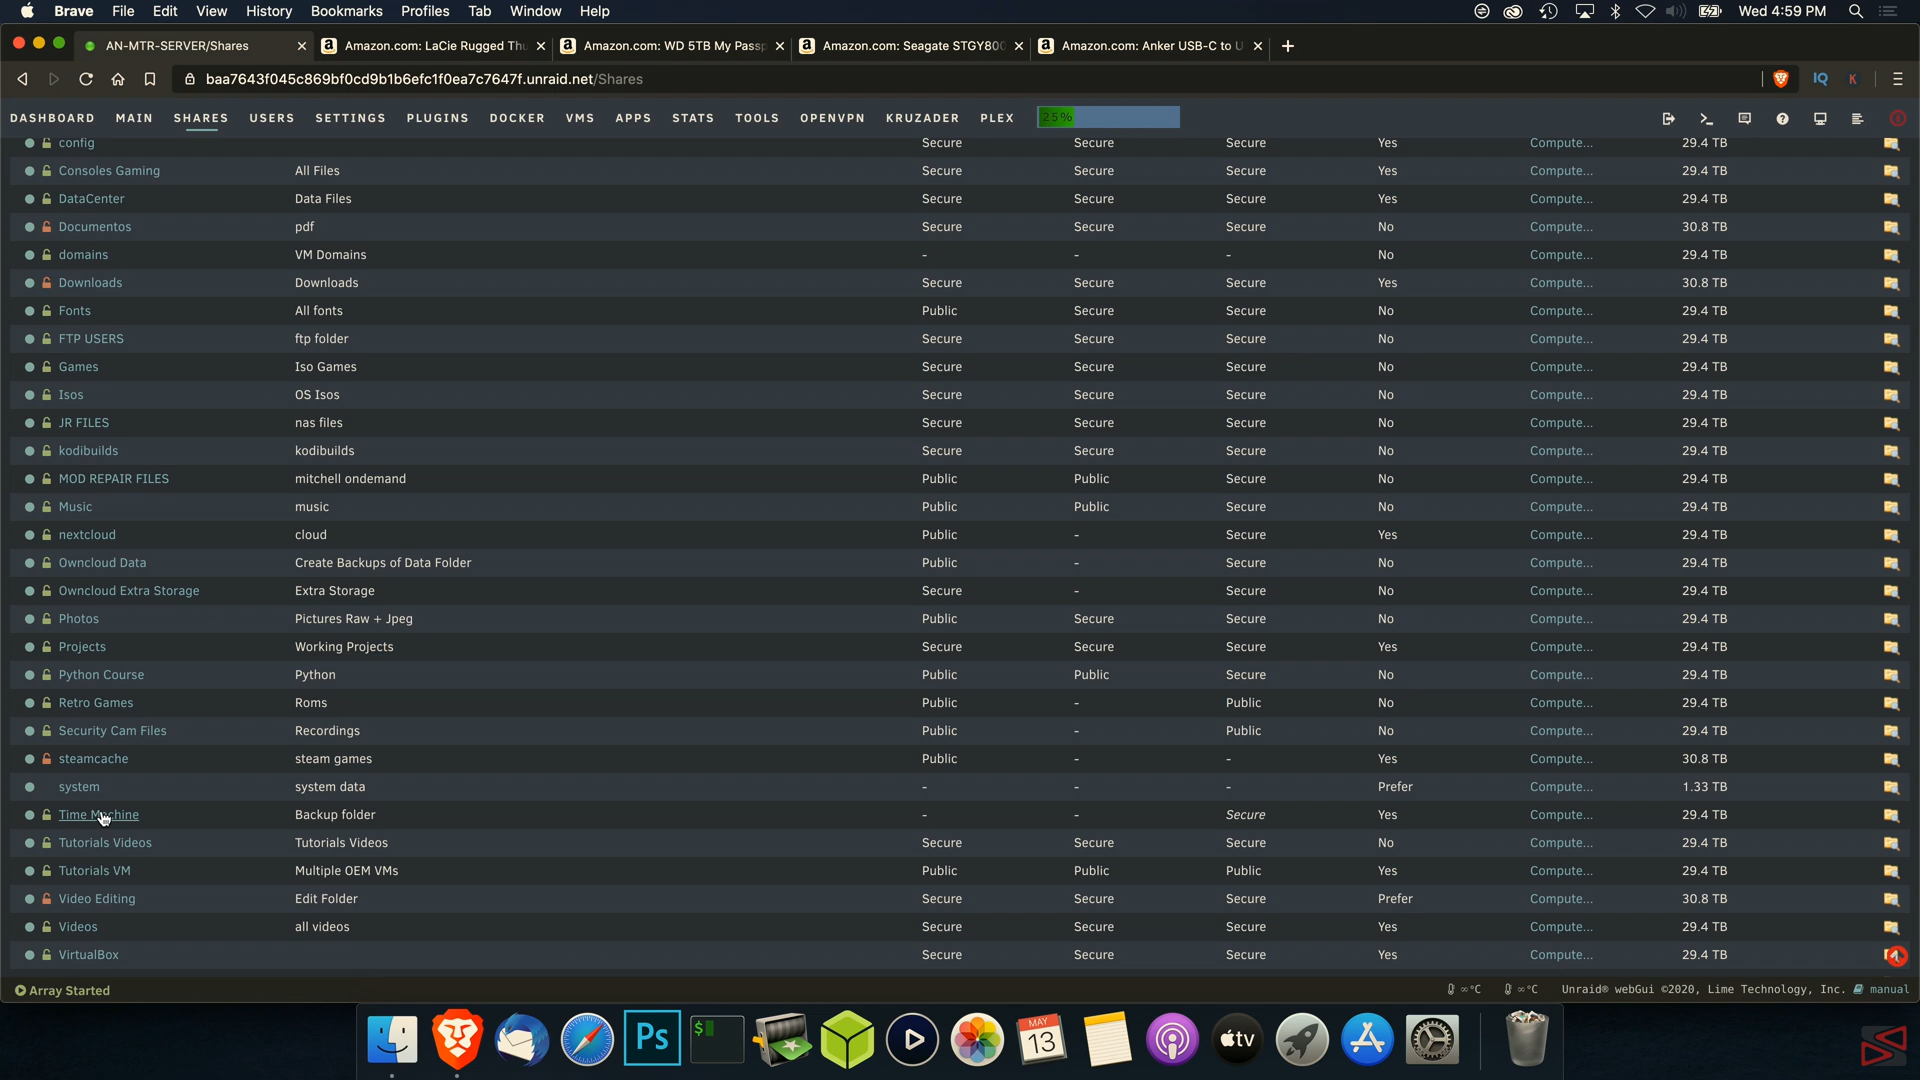 Brave File Edit View History Bookmarks Profiles Tab Window Help Wed 4:59 PM
AN-MTR-SERVER/Shares Amazon.com: LaCie Rugged Thu Amazon.com: WD 5TB My Passp Amazon.com: Seagate STGY800 Amazon.com: Anker USB-C to U
baa7643f045c869bf0cd9b1b6efc1f0ea7c7647f.unraid.net/Shares IQ K
DASHBOARD MAIN SHARES USERS SETTINGS PLUGINS DOCKER VMS APPS STATS TOOLS OPENVPN KRUZADER PLEX 25%
config Secure Secure Secure Yes Compute... 29.4 TB
Consoles Gaming All Files Secure Secure Secure Yes Compute... 29.4 TB
DataCenter Data Files Secure Secure Secure Yes Compute... 29.4 TB
Documentos pdf Secure Secure Secure No Compute... 30.8 TB
domains VM Domains - - - No Compute... 29.4 TB
Downloads Downloads Secure Secure Secure Yes Compute... 30.8 TB
Fonts All fonts Public Secure Secure No Compute... 29.4 TB
FTP USERS ftp folder Secure Secure Secure No Compute... 29.4 TB
Games Iso Games Secure Secure Secure No Compute... 29.4 TB
Isos OS Isos Secure Secure Secure No Compute... 29.4 TB
JR FILES nas files Secure Secure Secure No Compute... 29.4 TB
kodibuilds kodibuilds Secure Secure Secure No Compute... 29.4 TB
MOD REPAIR FILES mitchell ondemand Public Public Secure No Compute... 29.4 TB
Music music Public Public Secure No Compute... 29.4 TB
nextcloud cloud Public - Secure Yes Compute... 29.4 TB
Owncloud Data Create Backups of Data Folder Public - Secure No Compute... 29.4 TB
Owncloud Extra Storage Extra Storage Secure - Secure No Compute... 29.4 TB
Photos Pictures Raw + Jpeg Public Secure Secure No Compute... 29.4 TB
Projects Working Projects Secure Secure Secure Yes Compute... 29.4 TB
Python Course Python Public Public Secure No Compute... 29.4 TB
Retro Games Roms Public - Public No Compute... 29.4 TB
Security Cam Files Recordings Public - Public No Compute... 29.4 TB
steamcache steam games Public - - Yes Compute... 30.8 TB
system system data - - - Prefer Compute... 1.33 TB
Time Machine Backup folder - - Secure Yes Compute... 29.4 TB
Tutorials Videos Tutorials Videos Secure Secure Secure No Compute... 29.4 TB
Tutorials VM Multiple OEM VMs Public Public Public Yes Compute... 29.4 TB
Video Editing Edit Folder Secure Secure Secure Prefer Compute... 30.8 TB
Videos all videos Secure Secure Secure Yes Compute... 29.4 TB
VirtualBox Secure Secure Secure Yes Compute... 29.4 TB
Array Started ∞°C ∞°C Unraid® webGui ©2020, Lime Technology, Inc. manual
Ps $ MAY 13 tv